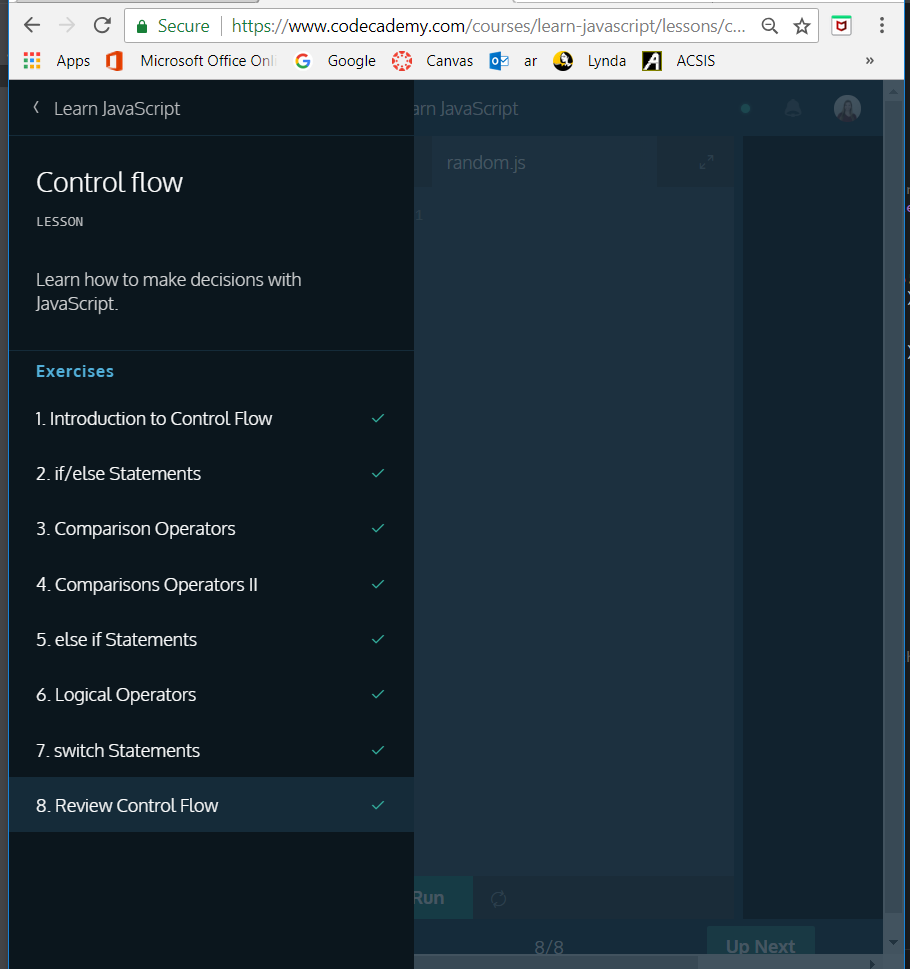 Secure
https://www.codecademy.com/courses/learn-javascript/lessons/c...
Apps
Microsoft Office Onli
Google
Canvas
ar
Lynda
ACSIS
»
Learn JavaScript
arn JavaScript
Control flow
LESSON
Learn how to make decisions with
JavaScript.
Exercises
1. Introduction to Control Flow
2. if/else Statements
3. Comparison Operators
4. Comparisons Operators II
5. else if Statements
6. Logical Operators
7. switch Statements
8. Review Control Flow
random.js
1
Run
8/8
Up Next